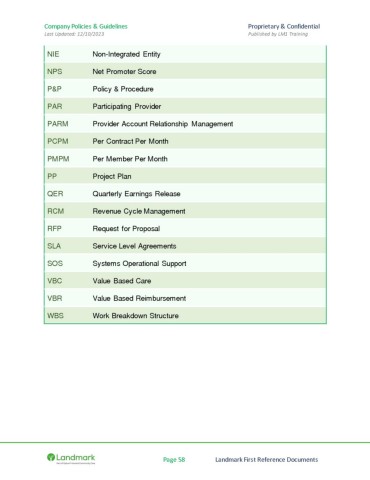 Company Policies & Guidelines Proprietary & Confidential
Last Updated: 12/10/2013 Published by LM1 Training
NIE Non-Integrated Entity
NPS Net Promoter Score
P&P Policy & Procedure
PAR Participating Provider
PARM Provider Account Relationship Management
PCPM Per Contract Per Month
PMPM Per Member Per Month
PP Project Plan
QER Quarterly Earnings Release
RCM Revenue Cycle Management
RFP Request for Proposal
SLA Service Level Agreements
SOS Systems Operational Support
VBC Value Based Care
VBR Value Based Reimbursement
WBS Work Breakdown Structure
Landmark Page 58 Landmark First Reference Documents